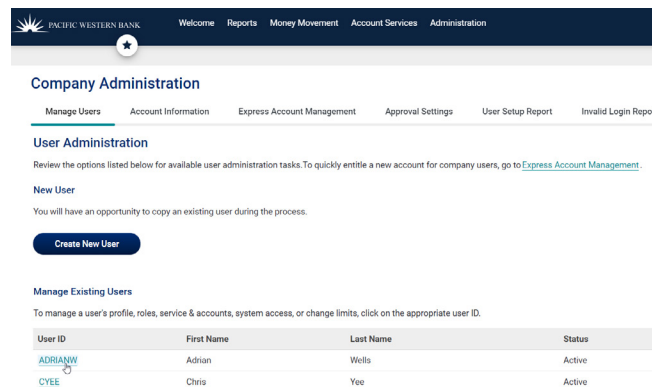 PACIFIC WESTERN BANK Welcome Reports Money Movement Account Services Administration
Company Administration
Manage Users Account Information Express Account Management Approval Settings User Setup Report Invalid Login Repo
User Administration
Review the options listed below for available user administration tasks.To quickly entitle a new account for company users, go to Express Account Management.
New User
You will have an opportunity to copy an existing user during the process.
Create New User
Manage Existing Users
To manage a user's profile, roles, service & accounts, system access, or change limits, click on the appropriate user ID.
User ID First Name Last Name Status
ADRIANW Adrian Wells Active
CYEE Chris Yee Active